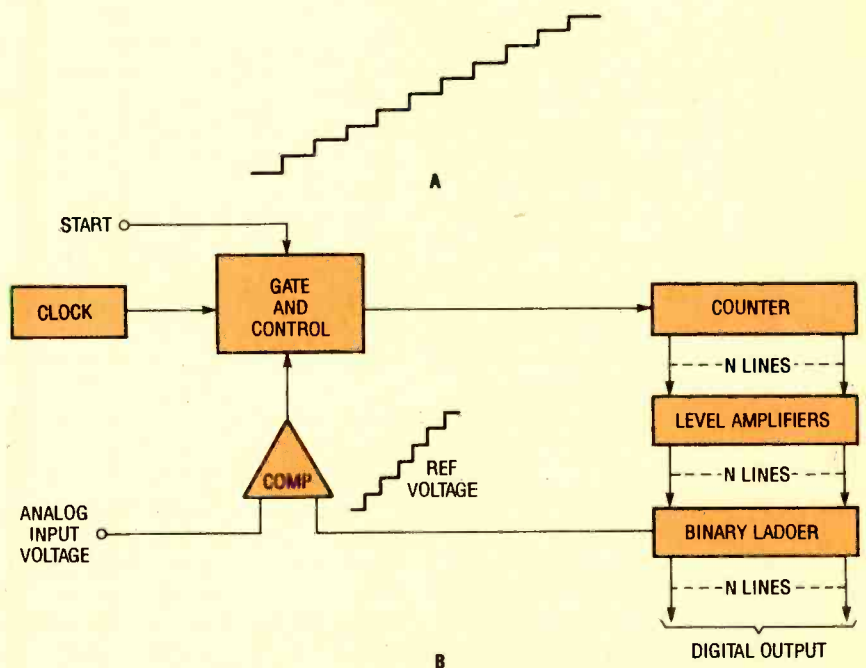 A
START
GATE
AND
CONTROL
CLOCK
COUNTER
N LINES
LEVEL AMPLIFIERS
COMP
REF
VOLTAGE
N LINES
ANALOG
INPUT
VOLTAGE
BINARY LADDER
N LINES
DIGITAL OUTPUT
B